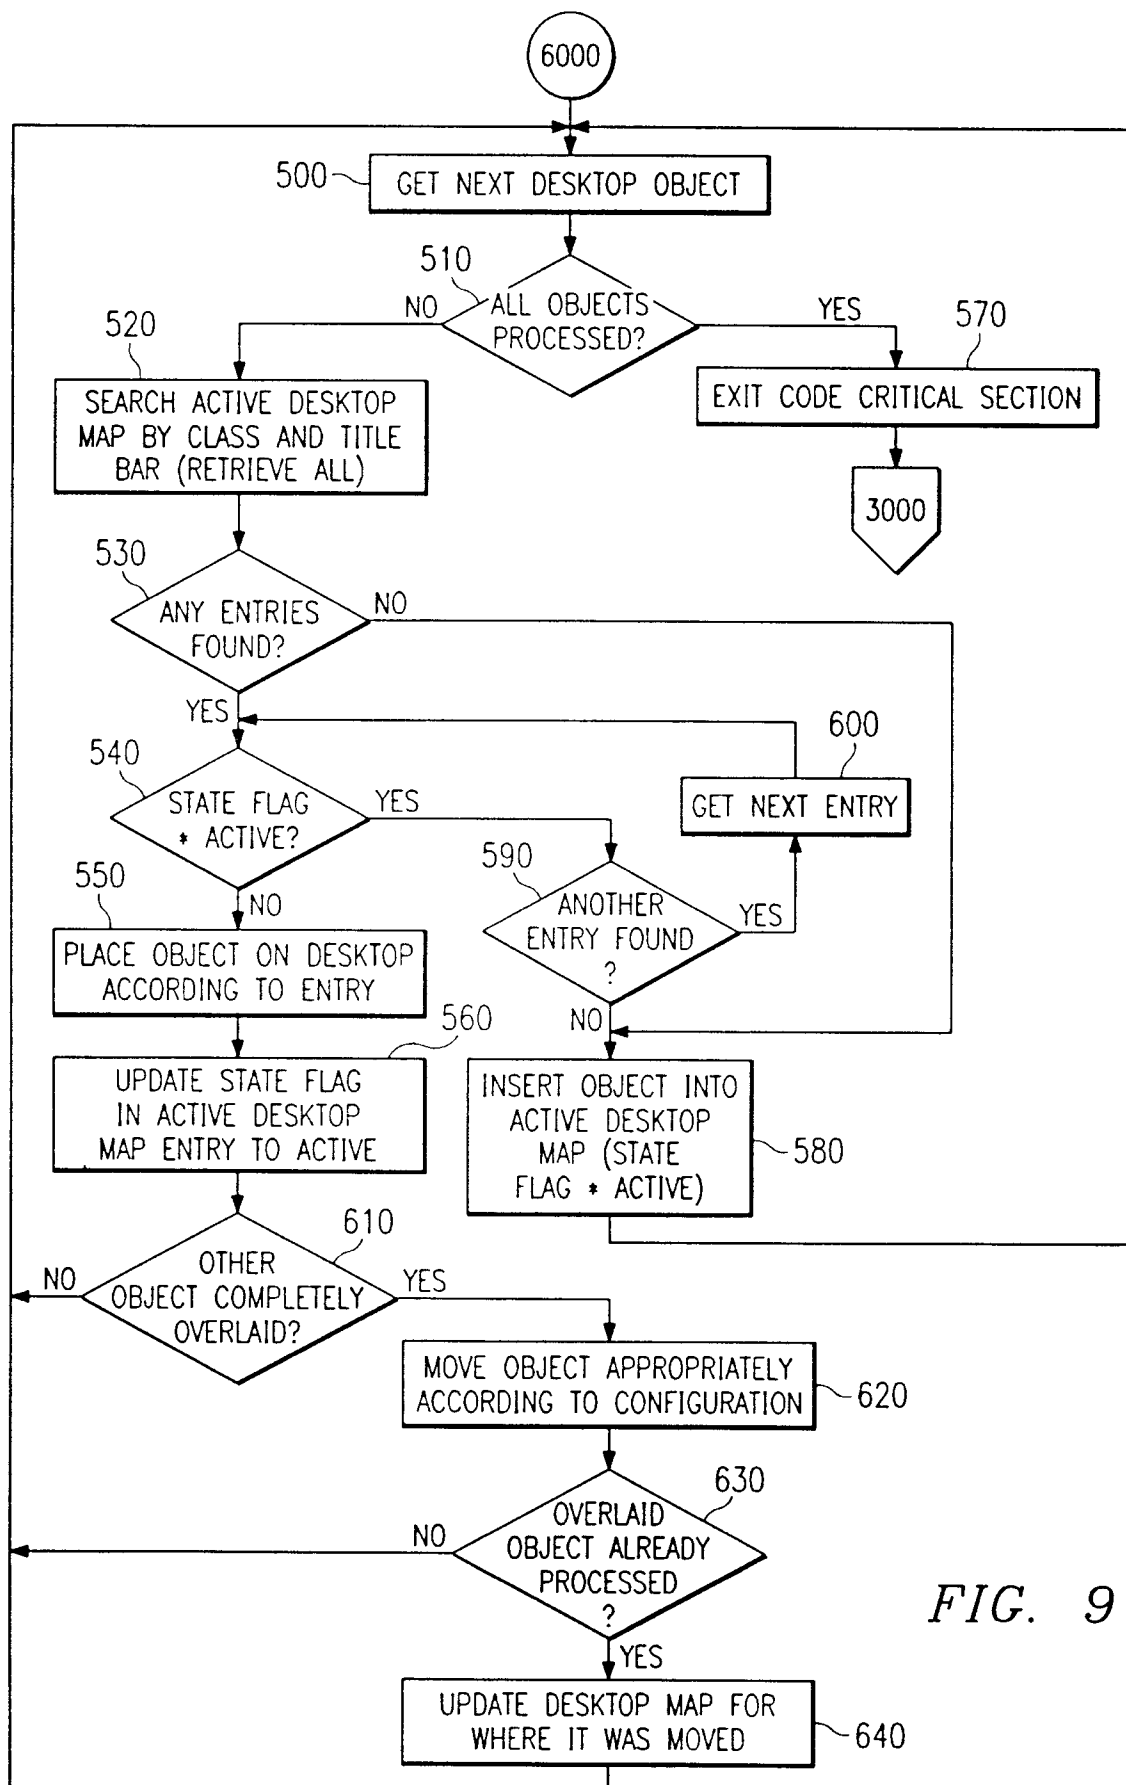 6000
500
GET NEXT DESKTOP OBJECT
510
ALL OBJECTS
PROCESSED?
NO
YES
520
SEARCH ACTIVE DESKTOP
MAP BY CLASS AND TITLE
BAR (RETRIEVE ALL)
570
EXIT CODE CRITICAL SECTION
3000
530
ANY ENTRIES
FOUND?
NO
YES
540
STATE FLAG
* ACTIVE?
YES
NO
600
GET NEXT ENTRY
590
ANOTHER
ENTRY FOUND
?
YES
NO
550
PLACE OBJECT ON DESKTOP
ACCORDING TO ENTRY
560
UPDATE STATE FLAG
IN ACTIVE DESKTOP
MAP ENTRY TO ACTIVE
INSERT OBJECT INTO
ACTIVE DESKTOP
MAP (STATE
FLAG * ACTIVE)
580
610
OTHER
OBJECT COMPLETELY
OVERLAID?
NO
YES
MOVE OBJECT APPROPRIATELY
ACCORDING TO CONFIGURATION
620
630
OVERLAID
OBJECT ALREADY
PROCESSED
?
NO
YES
UPDATE DESKTOP MAP FOR
WHERE IT WAS MOVED
640
FIG. 9